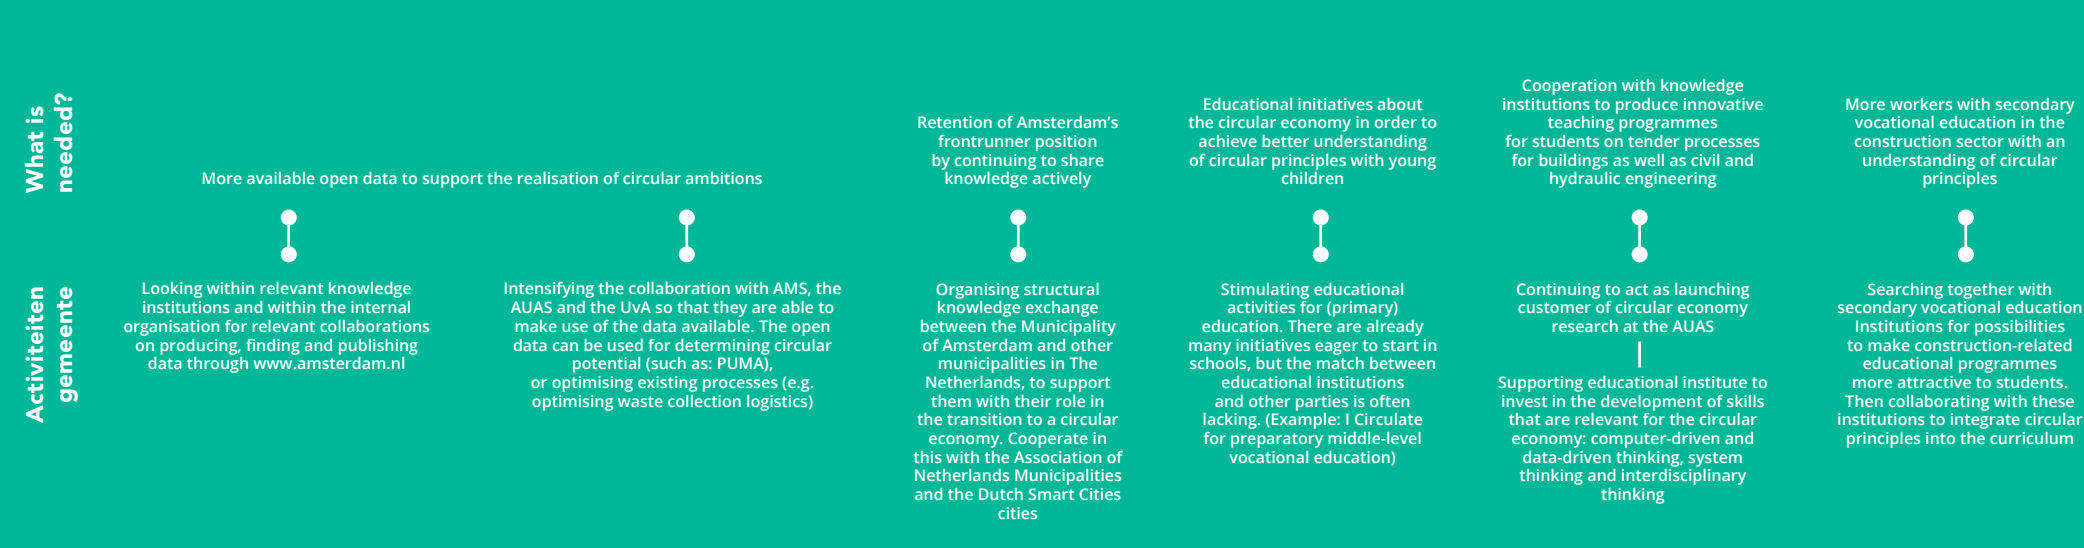 What is
needed?
More available open data to support the realisation of circular ambitions
Retention of Amsterdam’s
frontrunner position
by continuing to share
knowledge actively
Educational initiatives about
the circular economy in order to
achieve better understanding
of circular principles with young
children
Cooperation with knowledge
institutions to produce innovative
teaching programmes
for students on tender processes
for buildings as well as civil and
hydraulic engineering
More workers with secondary
vocational education in the
construction sector with an
understanding of circular
principles
Activiteiten
gemeente
Looking within relevant knowledge
institutions and within the internal
organisation for relevant collaborations
on producing, finding and publishing
data through www.amsterdam.nl
Intensifying the collaboration with AMS, the
AUAS and the UvA so that they are able to
make use of the data available. The open
data can be used for determining circular
potential (such as: PUMA),
or optimising existing processes (e.g.
optimising waste collection logistics)
Organising structural
knowledge exchange
between the Municipality
of Amsterdam and other
municipalities in The
Netherlands, to support
them with their role in
the transition to a circular
economy. Cooperate in
this with the Association of
Netherlands Municipalities
and the Dutch Smart Cities
cities
Stimulating educational
activities for (primary)
education. There are already
many initiatives eager to start in
schools, but the match between
educational institutions
and other parties is often
lacking. (Example: I Circulate
for preparatory middle-level
vocational education)
Continuing to act as launching
customer of circular economy
research at the AUAS
Supporting educational institute to
invest in the development of skills
that are relevant for the circular
economy: computer-driven and
data-driven thinking, system
thinking and interdisciplinary
thinking
Searching together with
secondary vocational education
Institutions for possibilities
to make construction-related
educational programmes
more attractive to students.
Then collaborating with these
institutions to integrate circular
principles into the curriculum